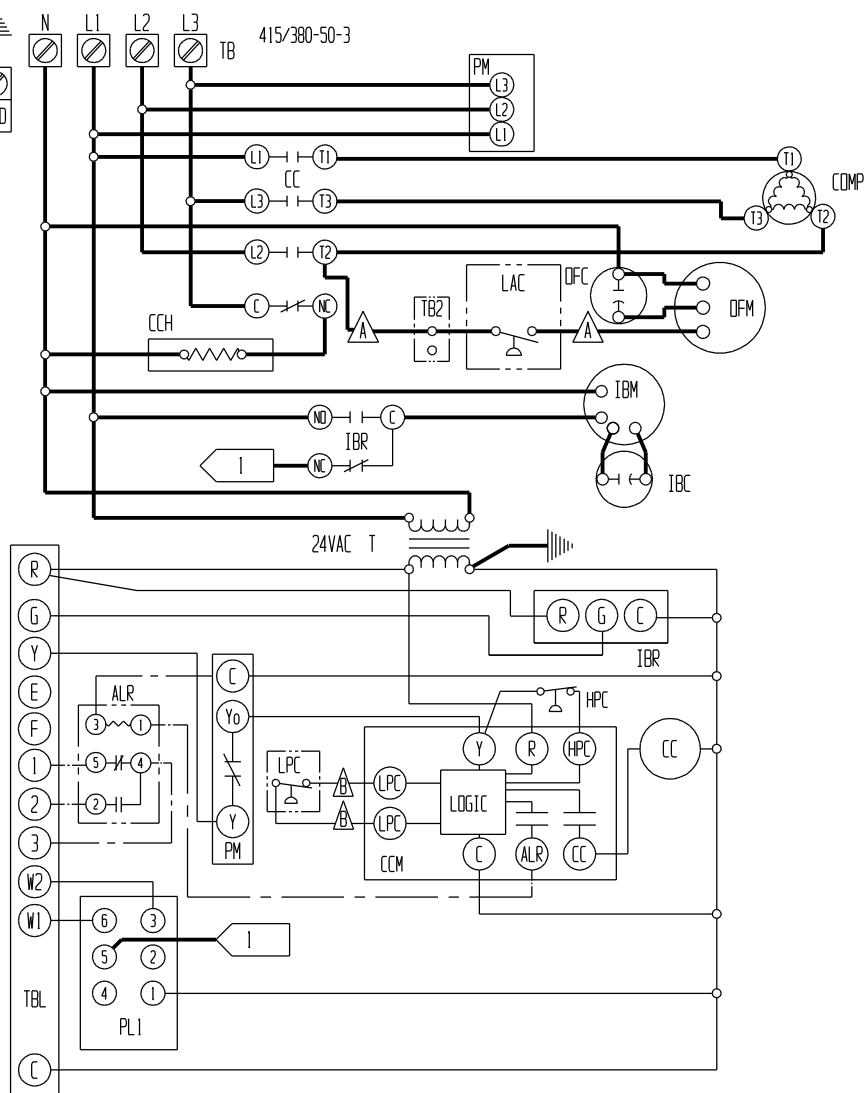 N L1 L2 L3
TB
415/380-50-3
PM
L3
D
L2
L1
L1 T1
T1
CC
COMP
L3 T3
T3 T2
L2 T2
OFC
LAC
TB2
C NC
OFM
CCH
A
A
IBM
NO C
IBR
1
NC
IBC
24VAC T
R
G
R G C
IBR
Y
E
ALR
C
F
3 1
Yo
HPC
Y R HPC
CC
1
5 4
LPC
B
LPC
2
2
LOGIC
B
LPC
3
Y
PM
CCM
C ALR CC
W2
W1
6 3
5 2
1
4 1
TBL
PL1
C